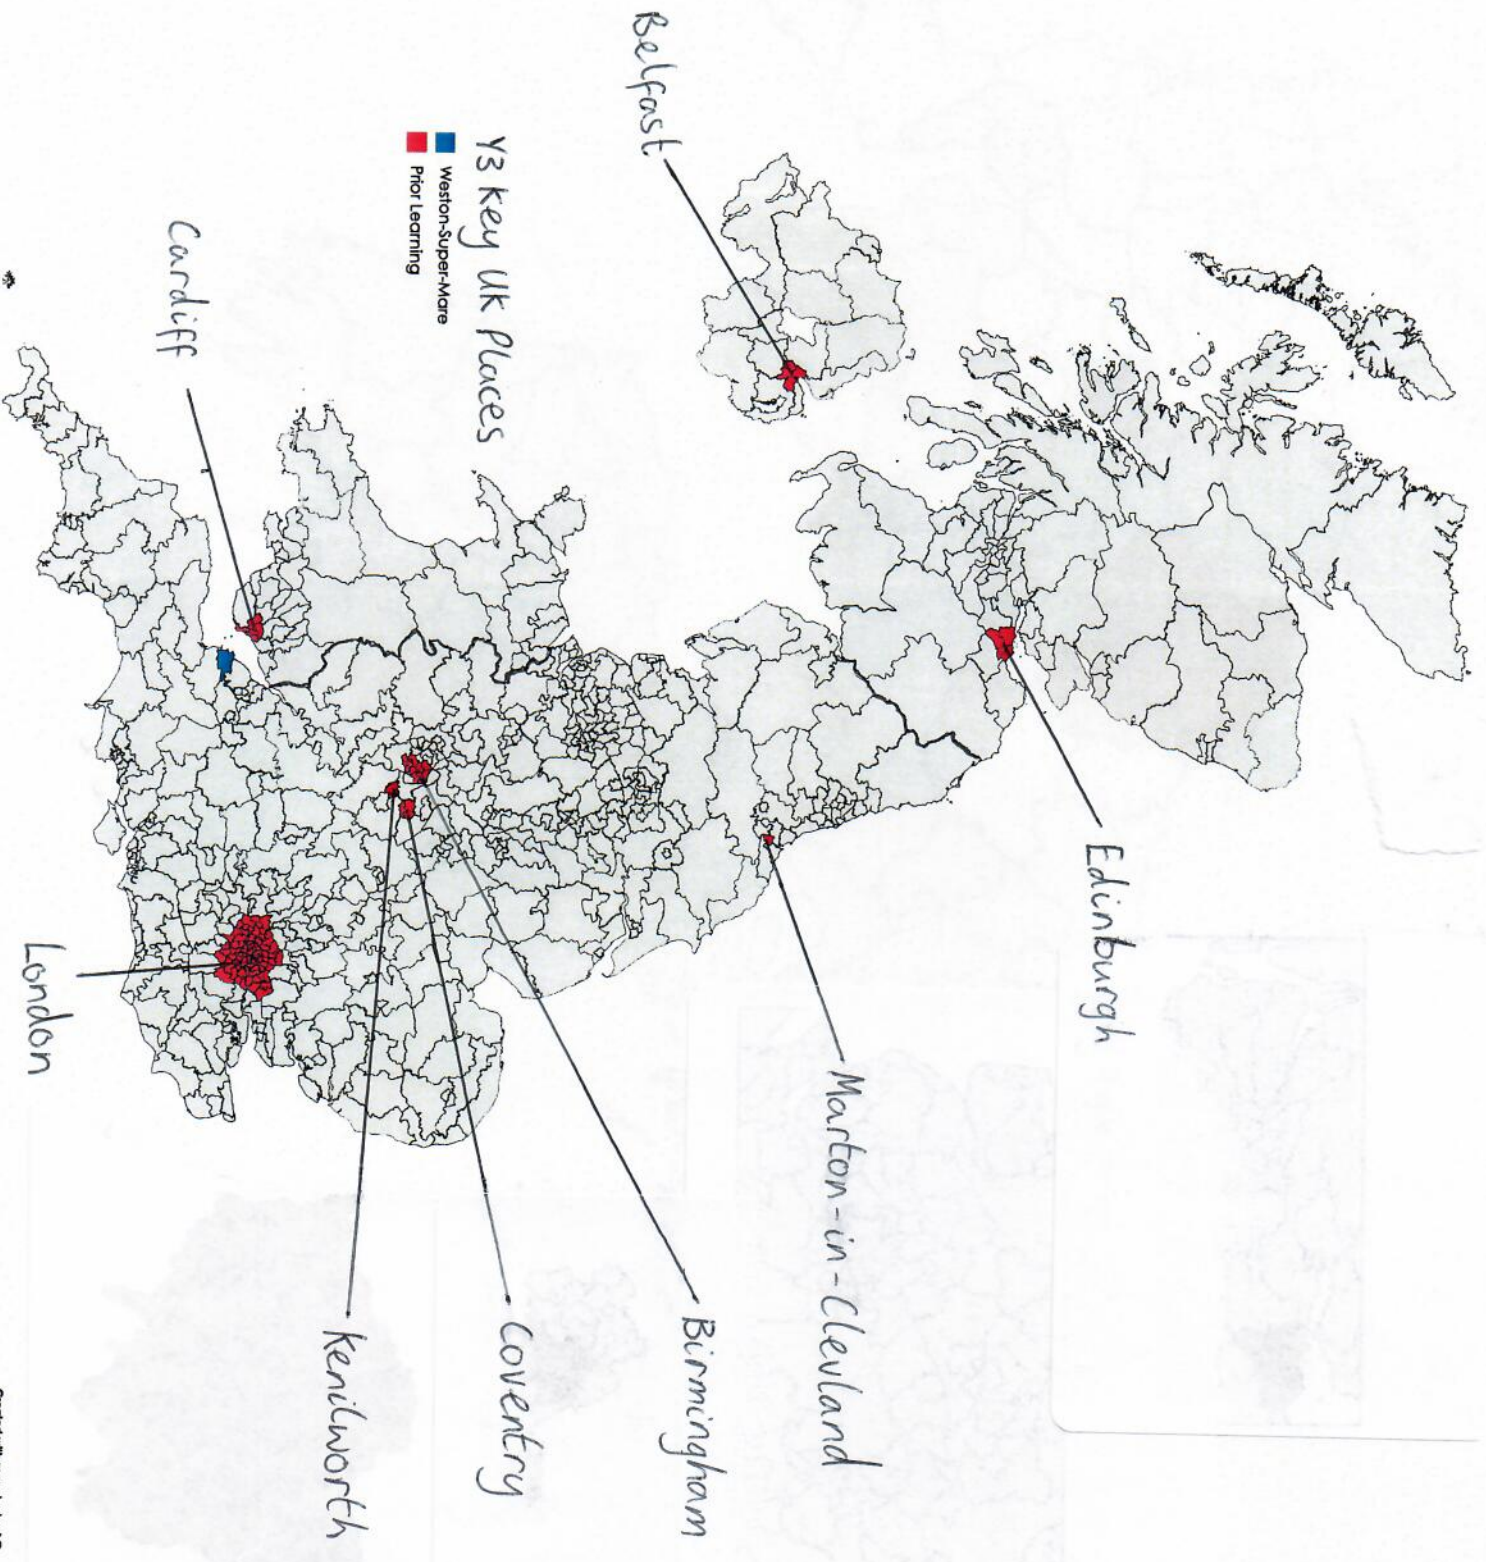 Belfast
Edinburgh
Y3 Key UK Places
Weston-Super-Mare
Prior Learning
Marton-in-Clevland
Birmingham
Coventry
Kenilworth
Cardiff
London